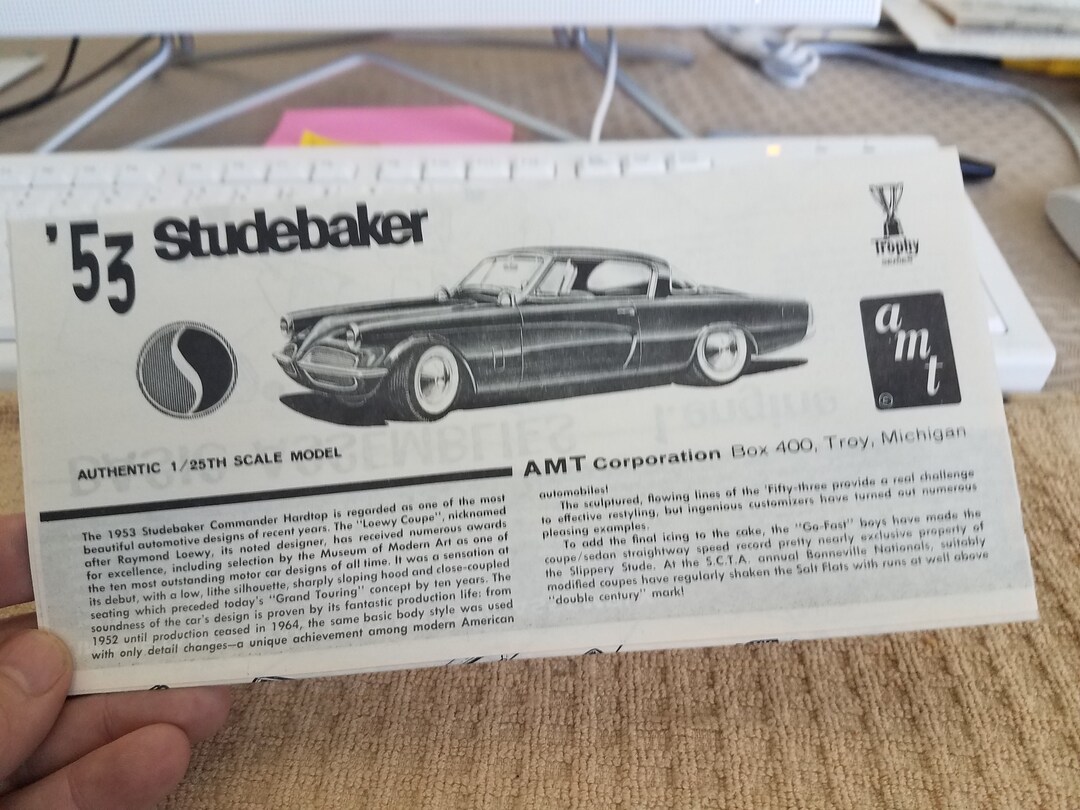 '53 Studebaker
Trophy
series®
amt
®
AUTHENTIC 1/25TH SCALE MODEL
AMT Corporation Box 400, Troy, Michigan
The 1953 Studebaker Commander Hardtop is regarded as one of the most
beautiful automotive designs of recent years. The "Loewy Coupe", nicknamed
after Raymond Loewy, its noted designer, has received numerous awards
for excellence, including selection by the Museum of Modern Art as one of
the ten most outstanding motor car designs of all time. It was a sensation at
its debut, with a low, lithe silhouette, sharply sloping hood and close-coupled
seating which preceded today's "Grand Touring" concept by ten years. The
soundness of the car's design is proven by its fantastic production life: from
1952 until production ceased in 1964, the same basic body style was used
with only detail changes—a unique achievement among modern American
automobiles!
The sculptured, flowing lines of the 'Fifty-three provide a real challenge
to effective restyling, but ingenious customizers have turned out numerous
pleasing examples.
To add the final icing to the cake, the "Go-Fast" boys have made the
coupe/sedan straightway speed record pretty nearly exclusive property of
the Slippery Stude. At the S.C.T.A. annual Bonneville Nationals, suitably
modified coupes have regularly shaken the Salt Flats with runs at well above
"double century" mark!